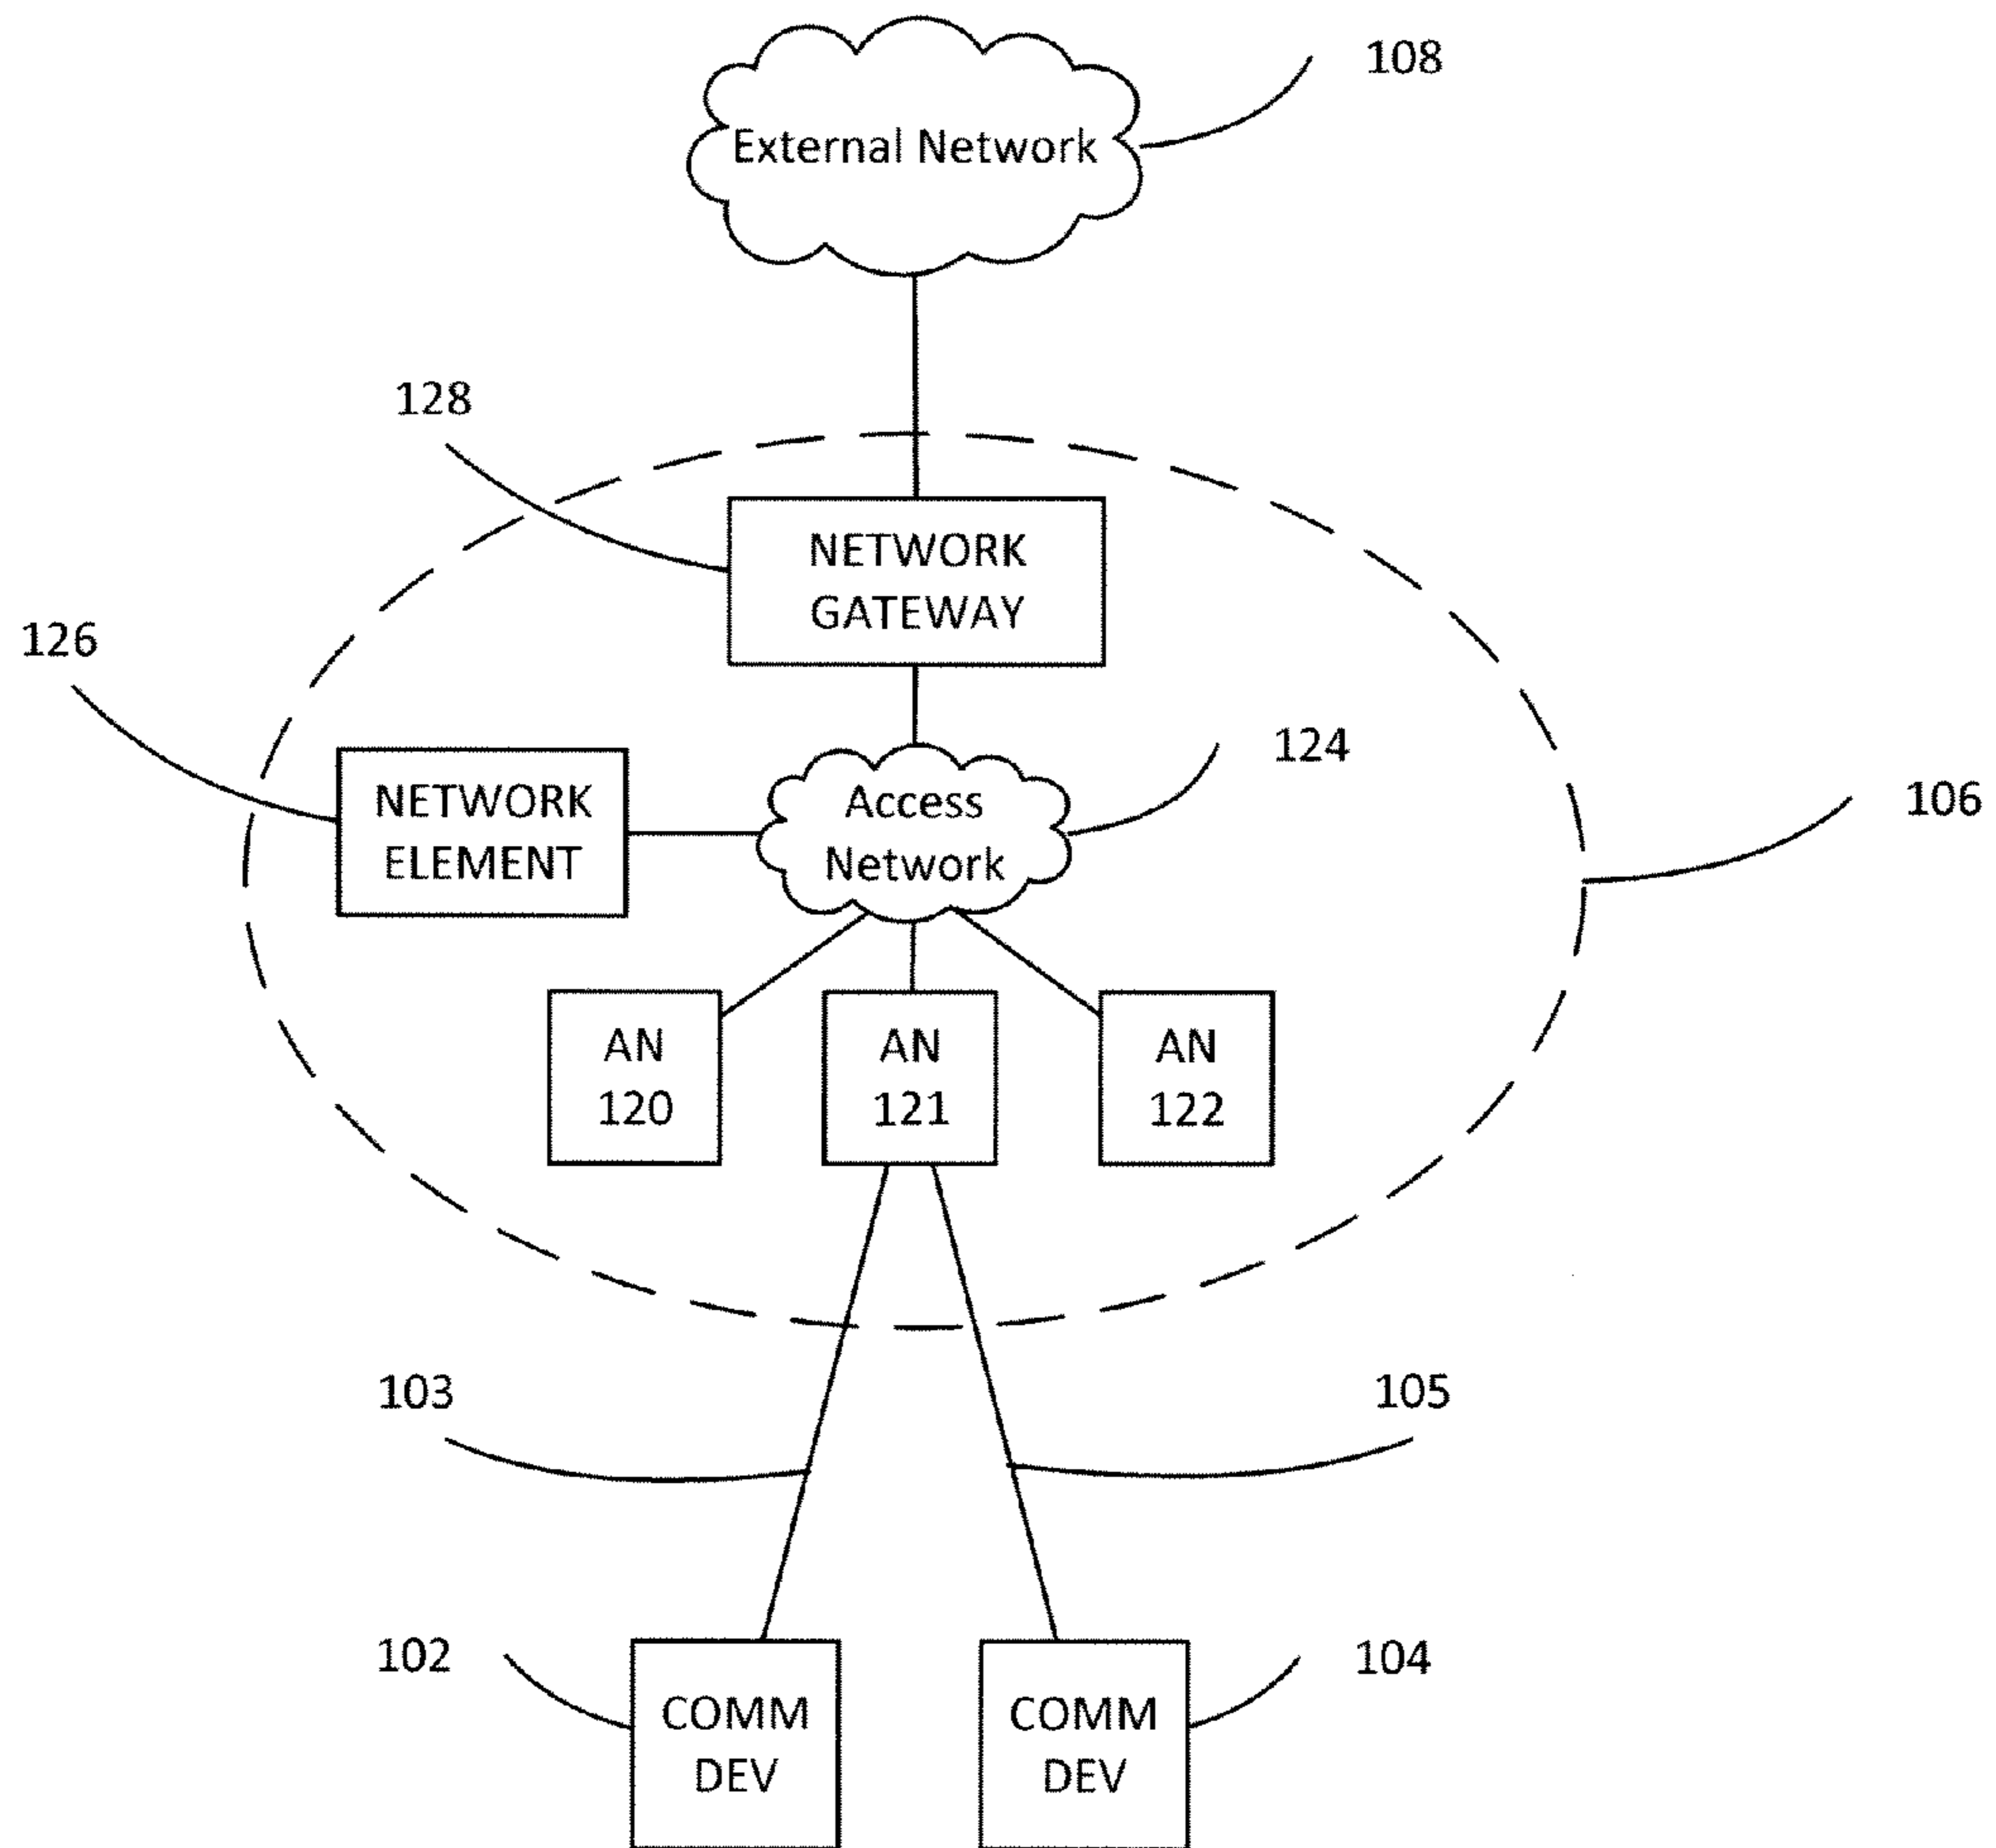 108
External Network
128
NETWORK
GATEWAY
126
124
Access
Network
NETWORK
ELEMENT
106
AN
120
AN
121
AN
122
103
105
102
104
COMM
DEV
COMM
DEV